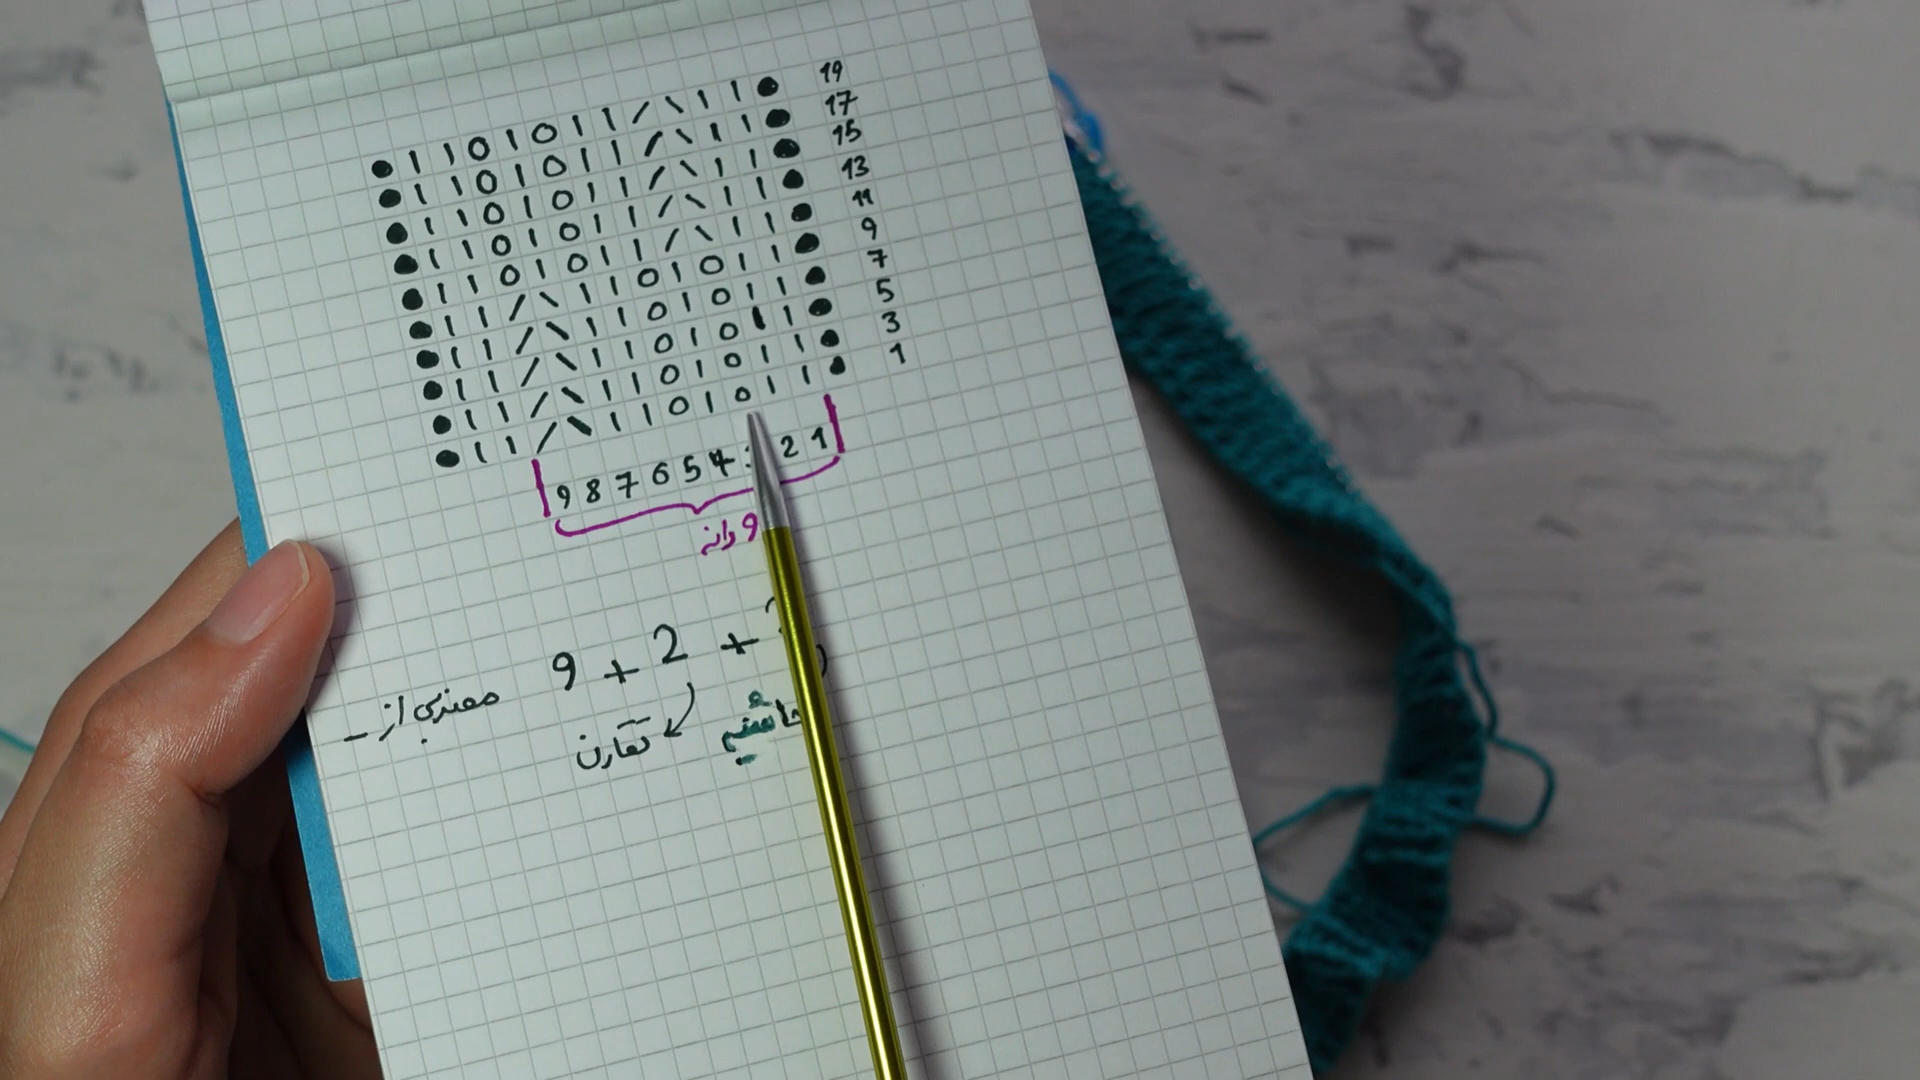 ● | | O | O | | / \ | | ● 19
● | | O | O | | / \ | | ● 17
● | | O | O | | / \ | | ● 15
● | | O | O | | / \ | | ● 13
● | | O | O | | / \ | | ● 11
● | | / \ | | O | O | | ● 9
● | | / \ | | O | O | | ● 7
● | | / \ | | O | O | | ● 5
● | | / \ | | O | O | | ● 3
● | | / \ | | O | O | | ● 1
9 8 7 6 5 4 2 1
9 دانه
9 + 2 +
مضربی از -
تقارن